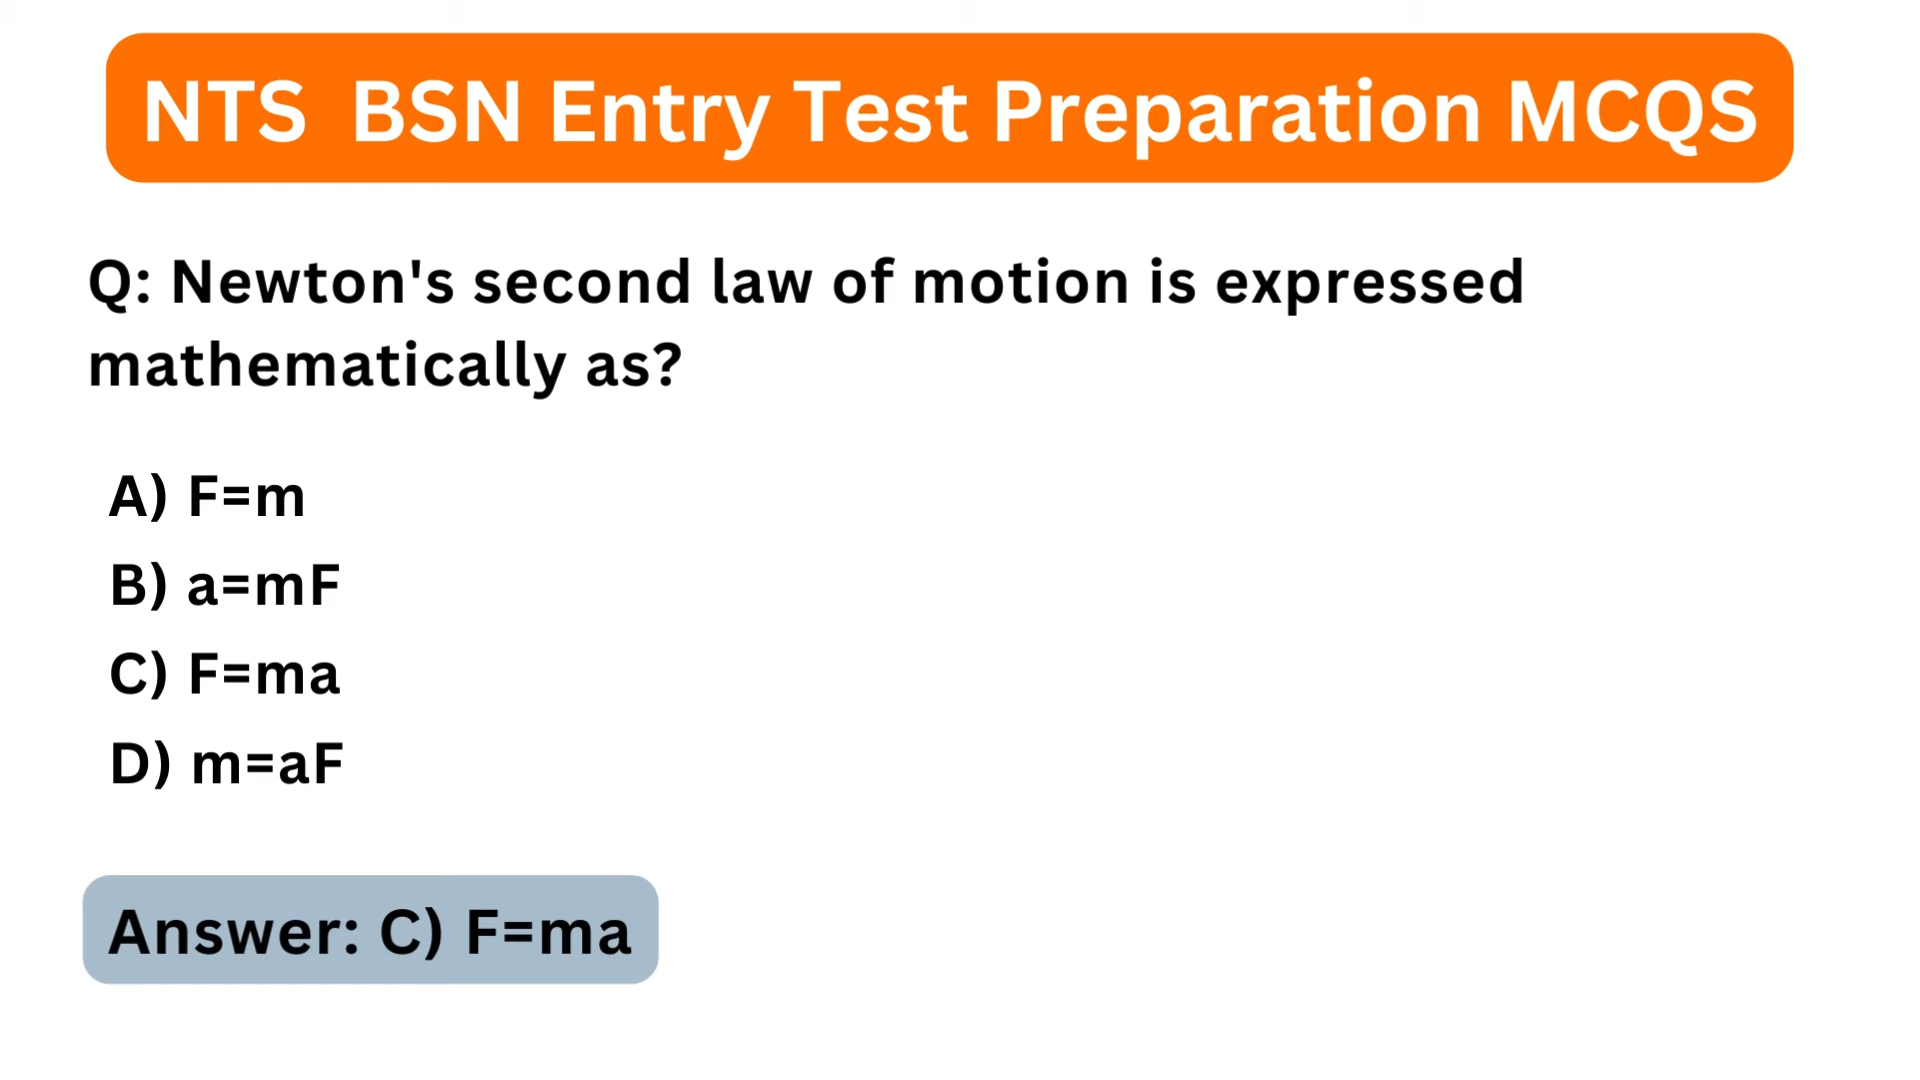 NTS BSN Entry Test Preparation MCQS
Q: Newton's second law of motion is expressed
mathematically as?
A) F=m
B) a=mF
C) F=ma
D) m=aF
Answer: C) F=ma